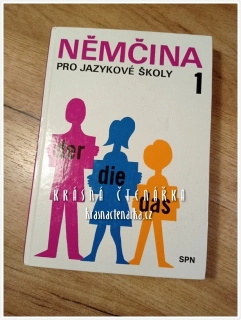 NĚMČINA
PRO JAZYKOVÉ ŠKOLY
1
der
die
das
KRÁSNÁ ČTENÁŘKA
krasnactenarka.cz
SPN